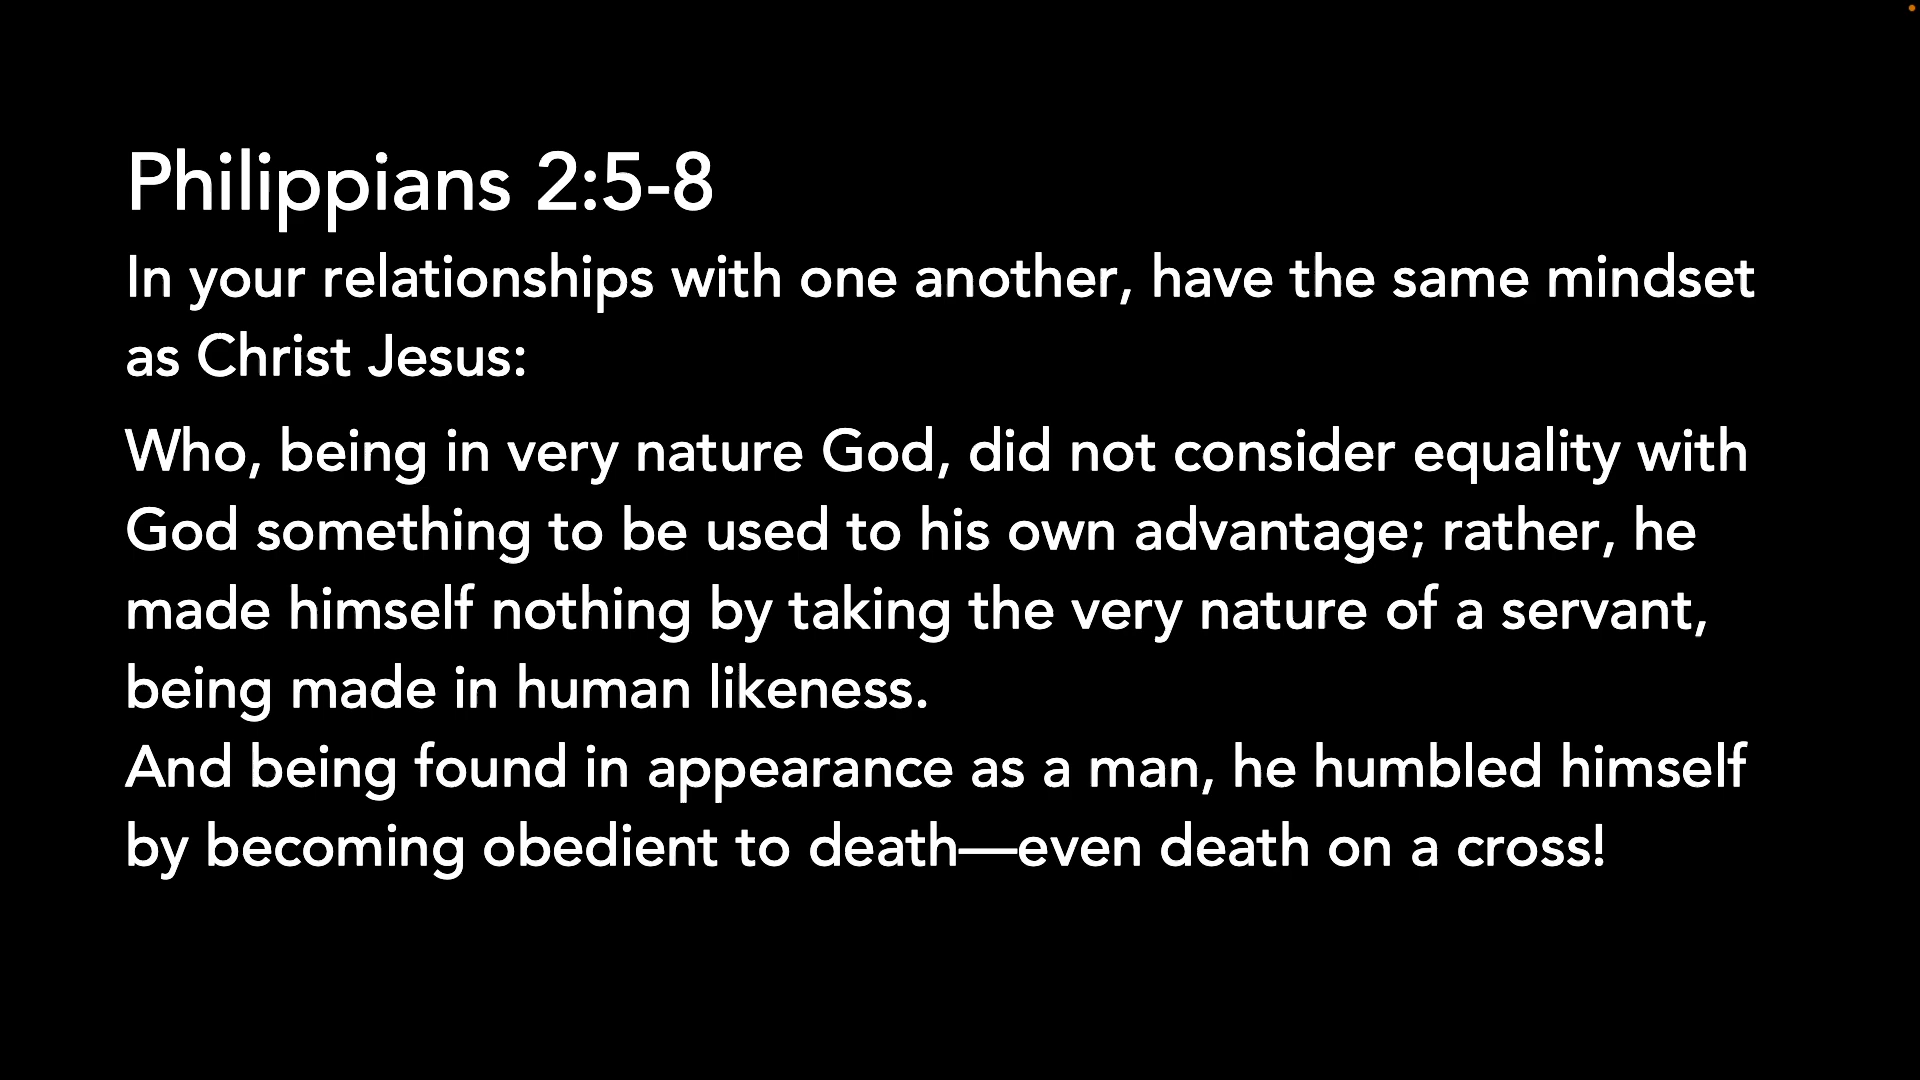 Philippians 2:5-8
In your relationships with one another, have the same mindset
as Christ Jesus:
Who, being in very nature God, did not consider equality with
God something to be used to his own advantage; rather, he
made himself nothing by taking the very nature of a servant,
being made in human likeness.
And being found in appearance as a man, he humbled himself
by becoming obedient to death—even death on a cross!